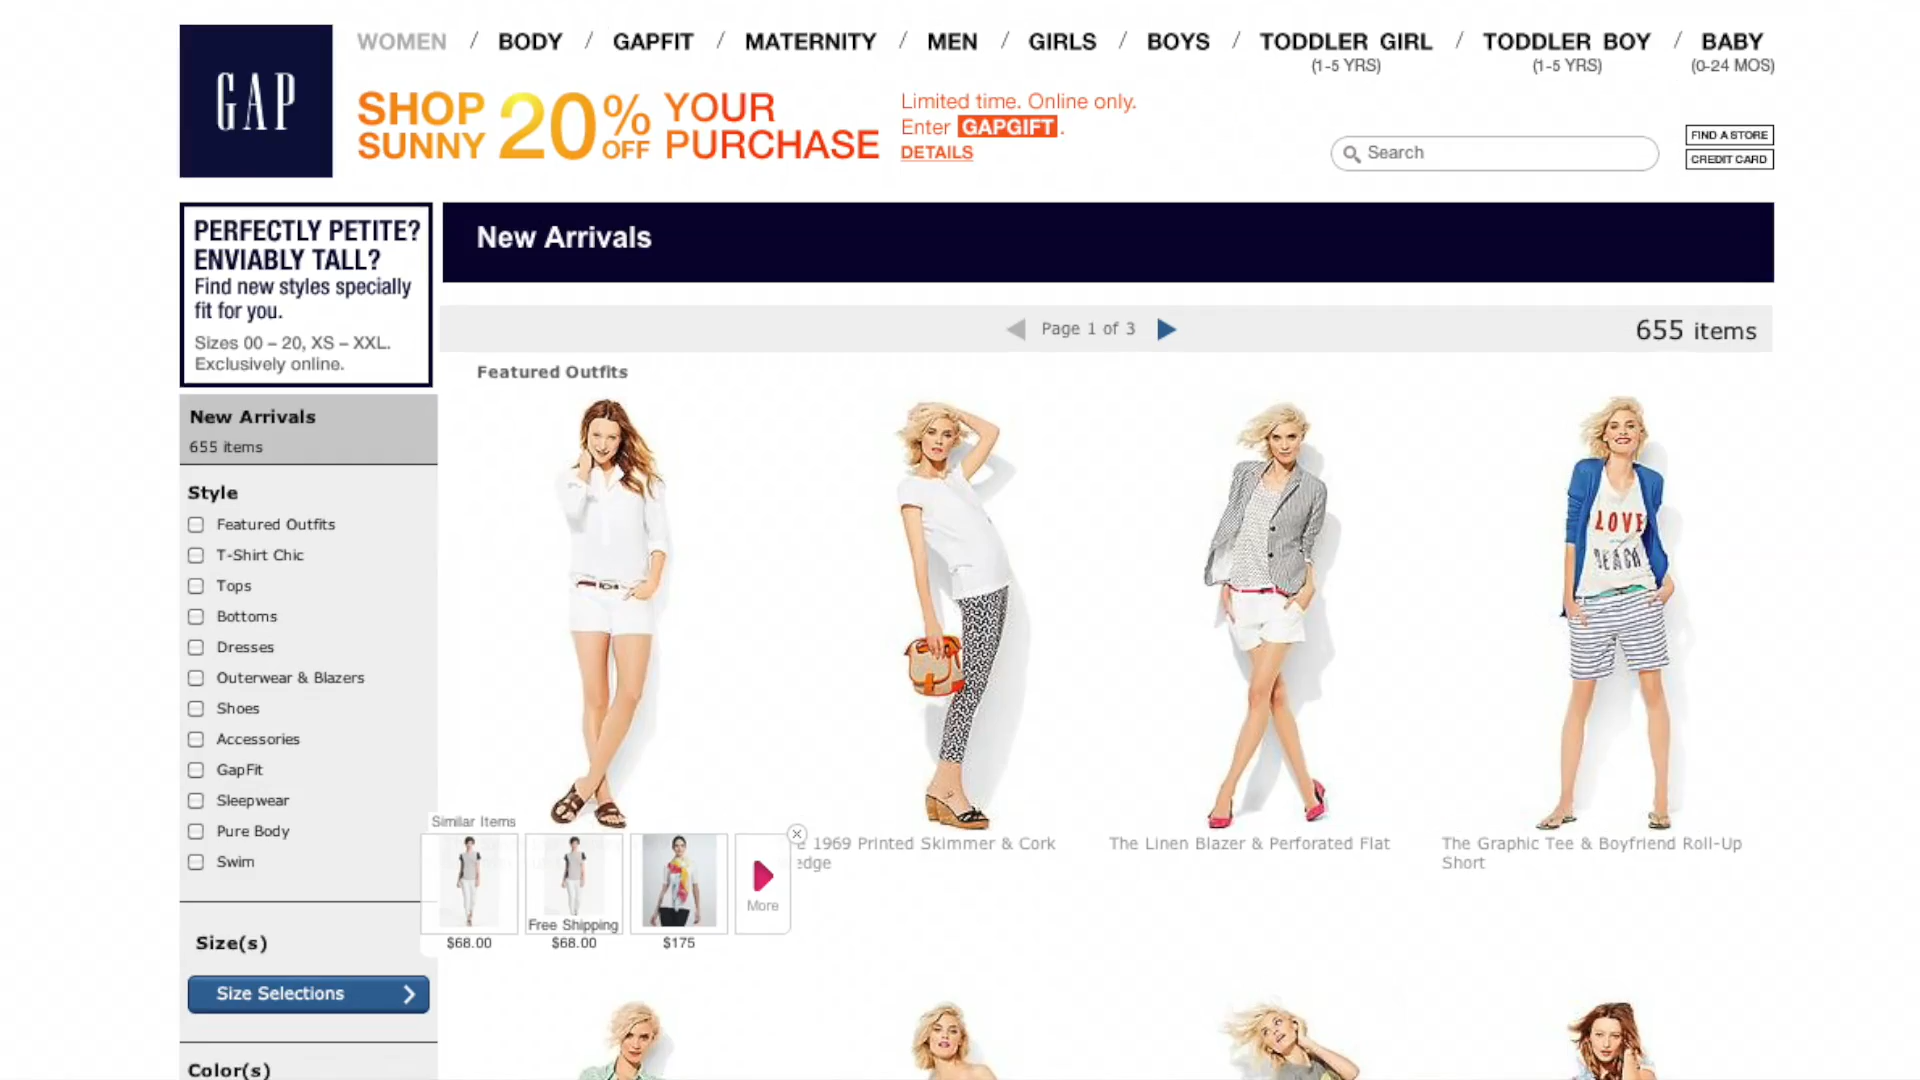 WOMEN / BODY / GAPFIT / MATERNITY / MEN / GIRLS / BOYS / TODDLER GIRL / TODDLER BOY / BABY
(1-5 YRS) (1-5 YRS) (0-24 MOS)
GAP
SHOP SUNNY 20% OFF YOUR PURCHASE
Limited time. Online only.
Enter GAPGIFT.
DETAILS
Search
FIND A STORE
CREDIT CARD
PERFECTLY PETITE?
ENVIABLY TALL?
Find new styles specially
fit for you.
Sizes 00 – 20, XS – XXL.
Exclusively online.
New Arrivals
Page 1 of 3
655 items
New Arrivals
655 items
Style
Featured Outfits
T-Shirt Chic
Tops
Bottoms
Dresses
Outerwear & Blazers
Shoes
Accessories
GapFit
Sleepwear
Pure Body
Swim
Size(s)
Size Selections
Color(s)
Featured Outfits
LOVE
BEACH
Similar Items
Free Shipping
$68.00 $68.00 $175
More
1969 Printed Skimmer & Cork
edge
The Linen Blazer & Perforated Flat
The Graphic Tee & Boyfriend Roll-Up
Short